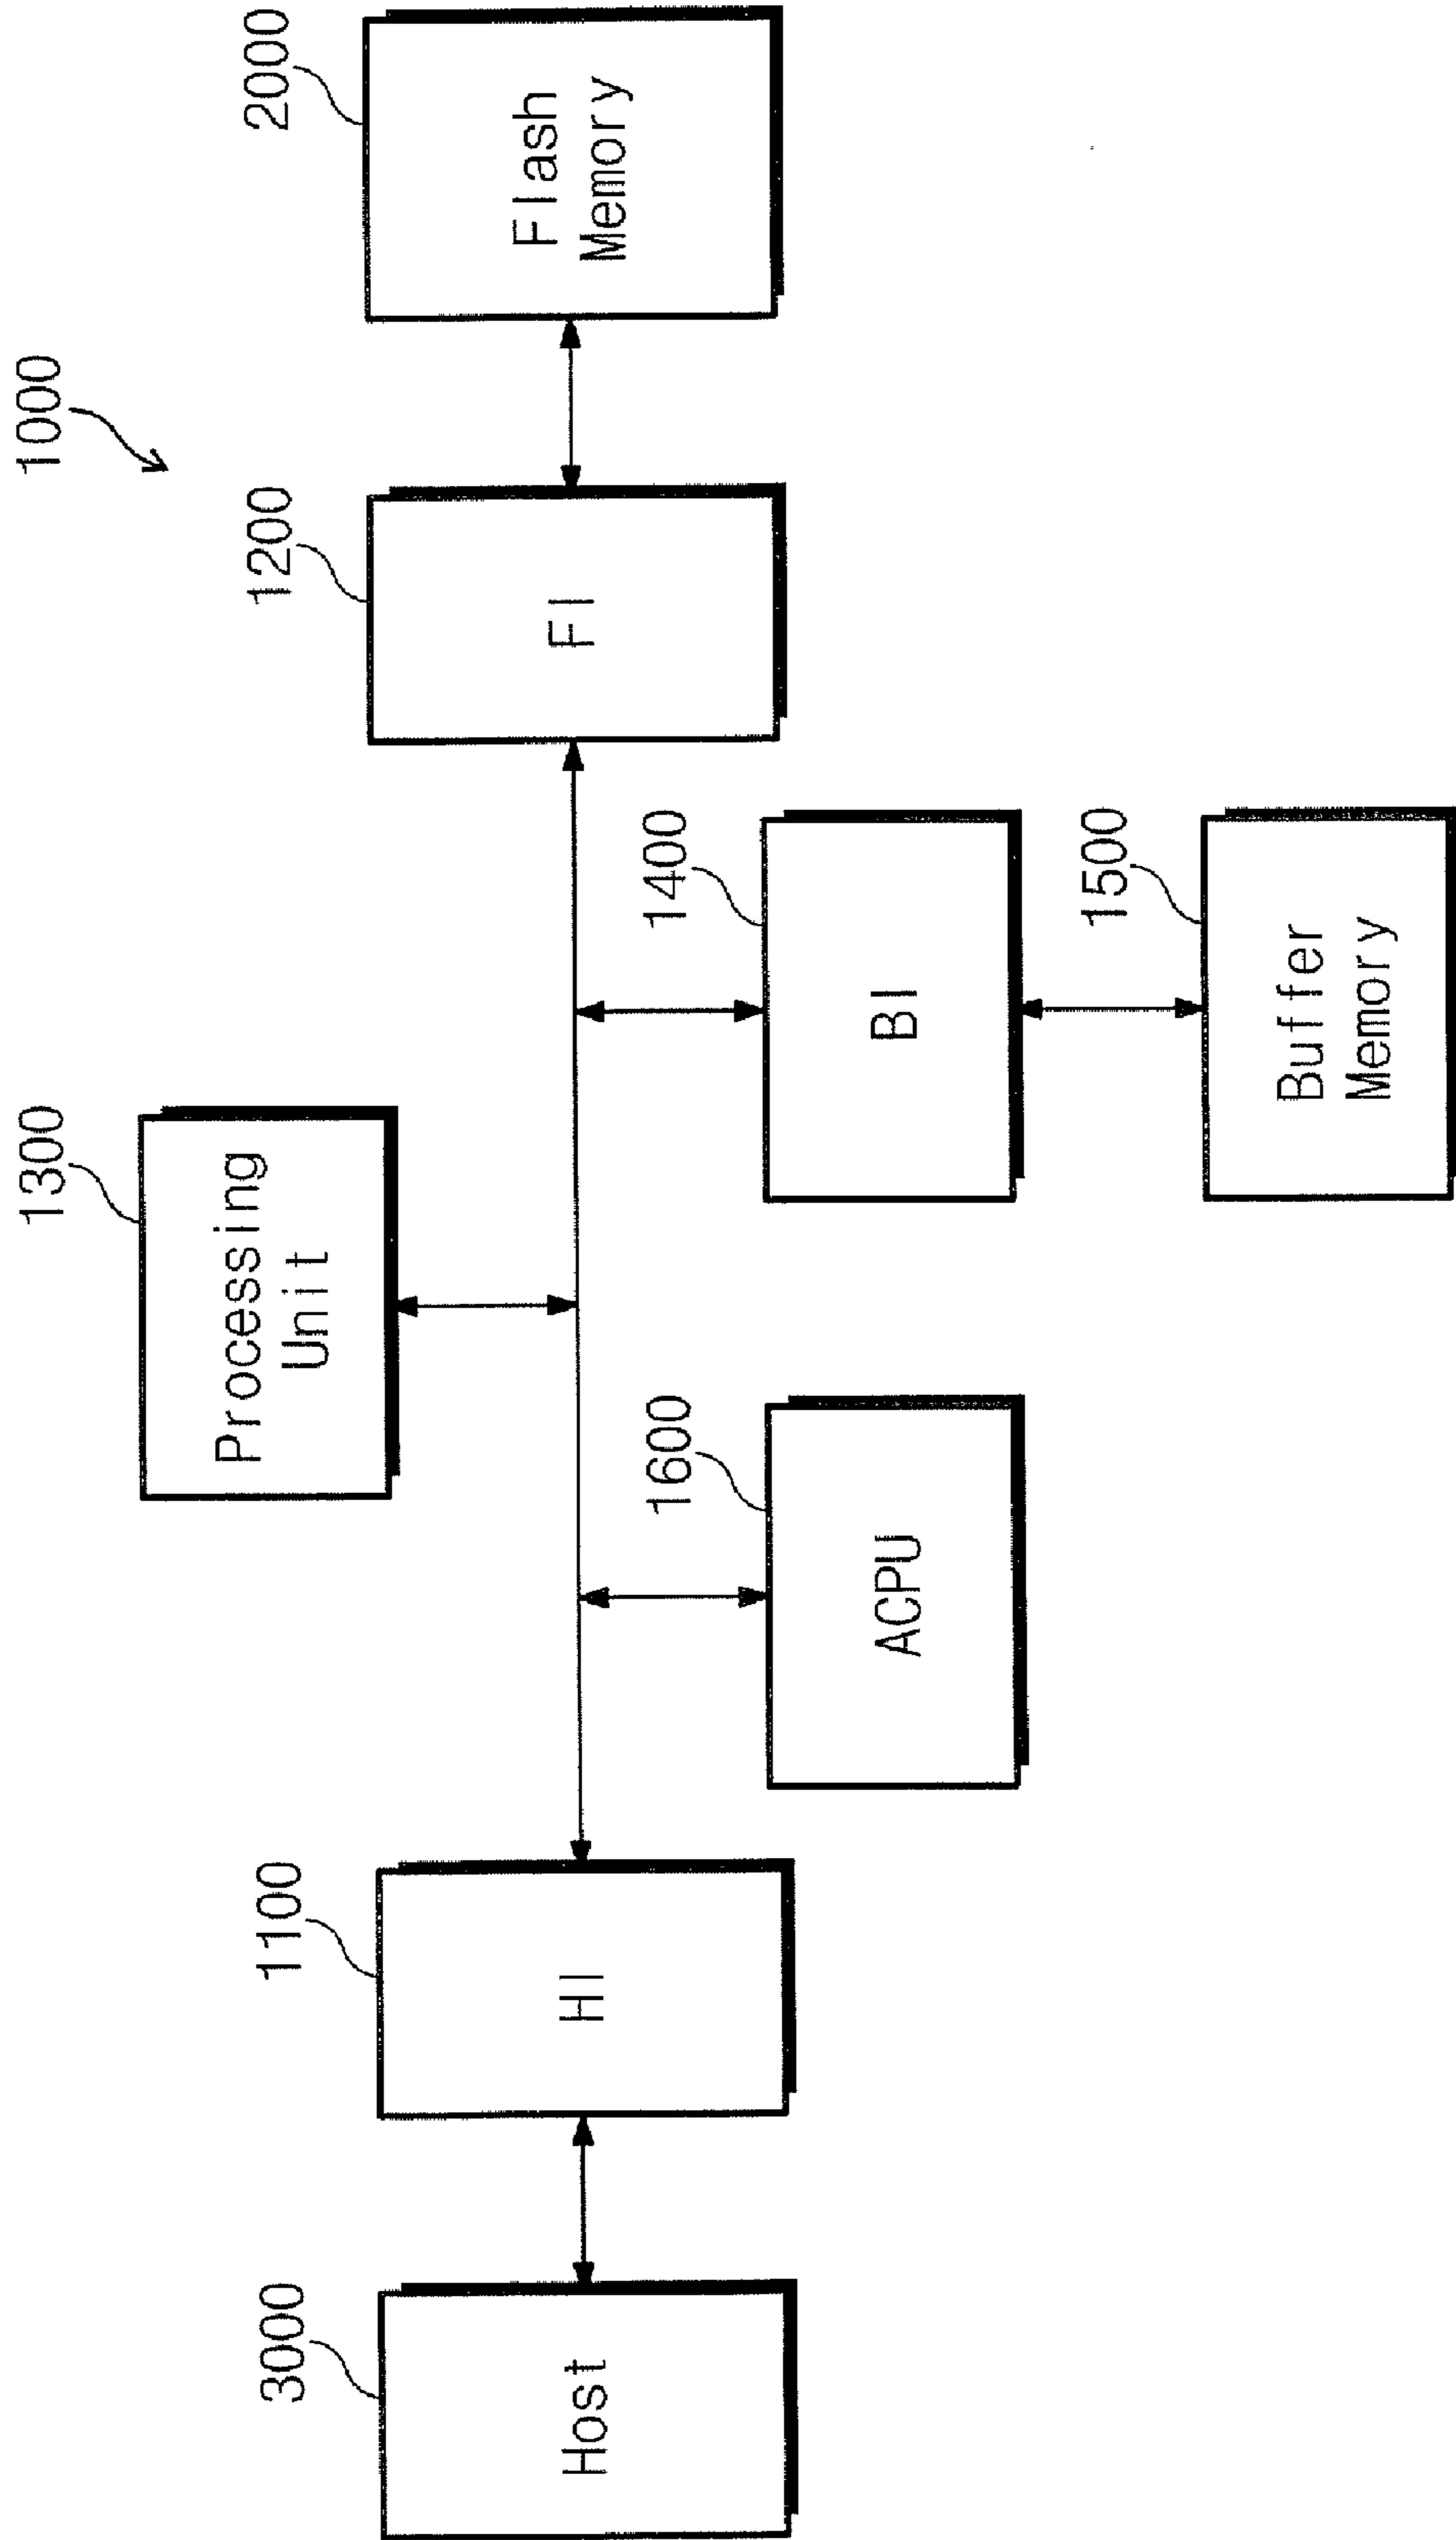 1000
3000
Host
1100
HI
1300
Processing
Unit
1200
FI
2000
Flash
Memory
1600
ACPU
1400
BI
1500
Buffer
Memory